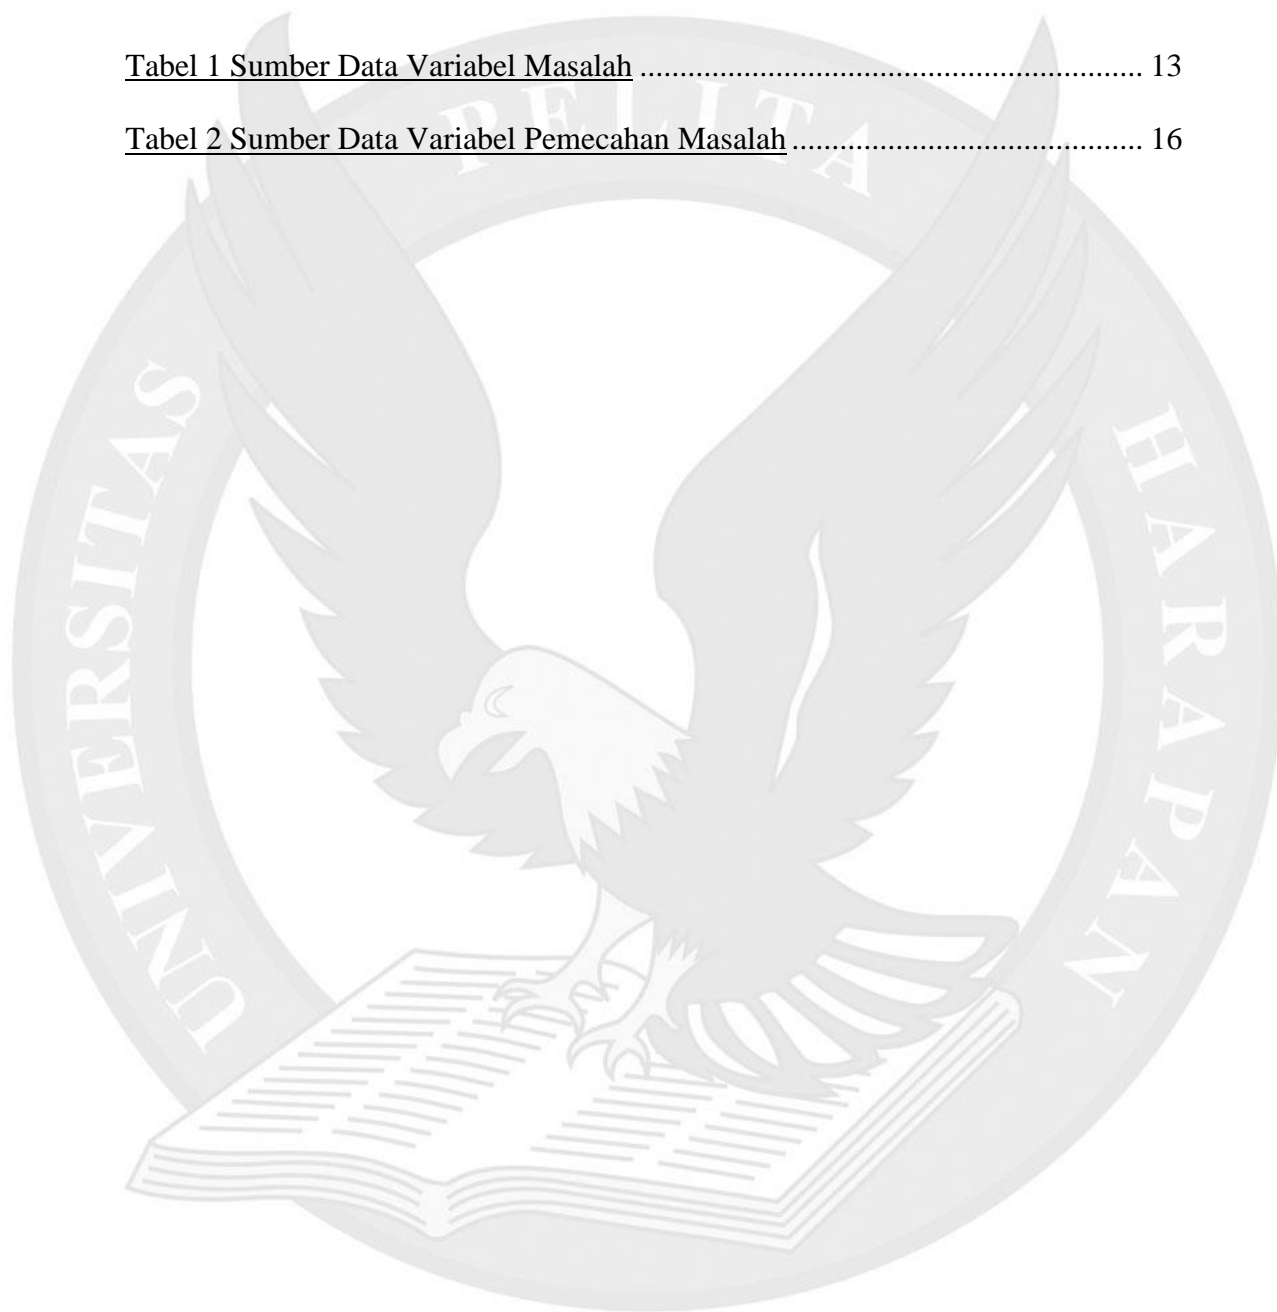 Tabel 1 Sumber Data Variabel Masalah ................................................................ 13
Tabel 2 Sumber Data Variabel Pemecahan Masalah ............................................ 16
UNIVERSITAS PELITA HARAPAN